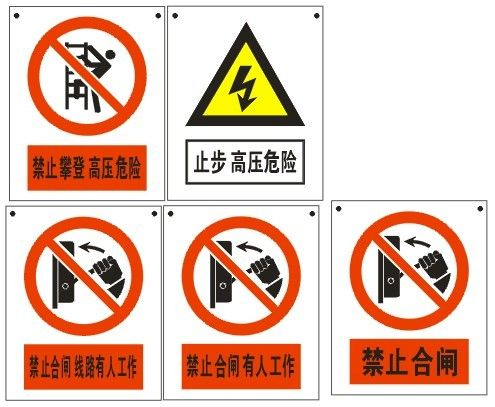 禁止攀登 高压危险
止步 高压危险
禁止合闸 线路有人工作
禁止合闸 有人工作
禁止合闸